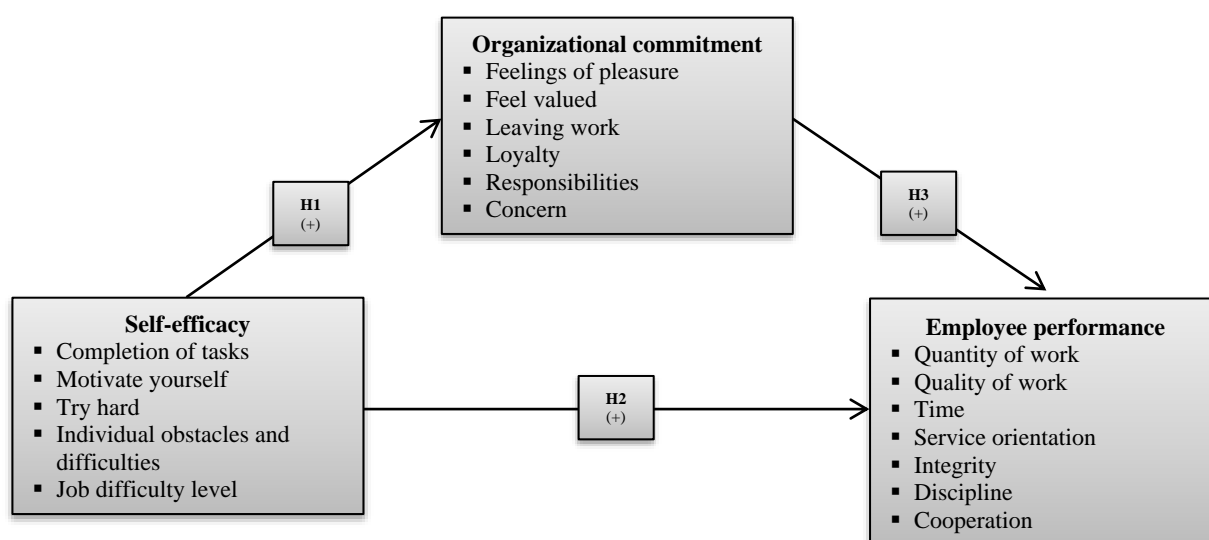 Organizational commitment
▪ Feelings of pleasure
▪ Feel valued
▪ Leaving work
▪ Loyalty
▪ Responsibilities
▪ Concern
H1
(+)
H3
(+)
Self-efficacy
▪ Completion of tasks
▪ Motivate yourself
▪ Try hard
▪ Individual obstacles and
difficulties
▪ Job difficulty level
H2
(+)
Employee performance
▪ Quantity of work
▪ Quality of work
▪ Time
▪ Service orientation
▪ Integrity
▪ Discipline
▪ Cooperation